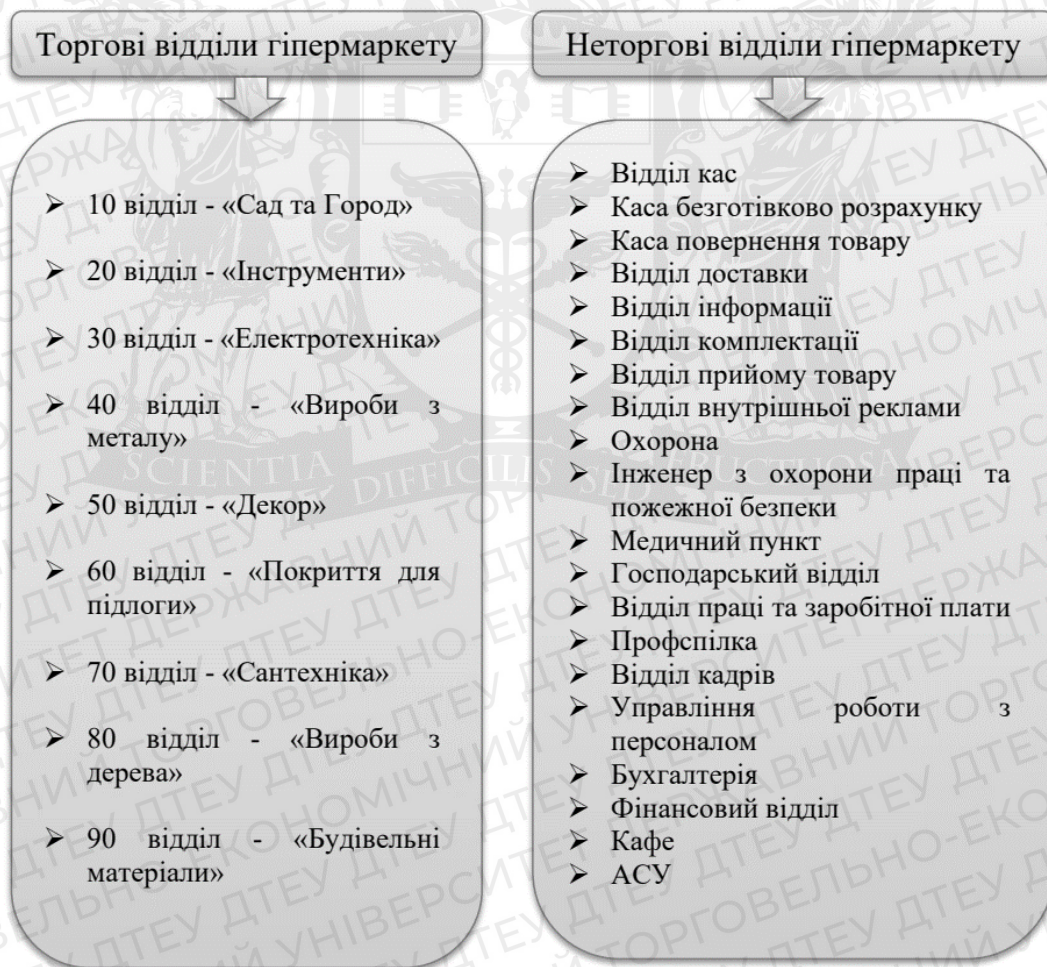 Торгові відділи гіпермаркету
10 відділ - «Сад та Город»
20 відділ - «Інструменти»
30 відділ - «Електротехніка»
40 відділ - «Вироби з
металу»
50 відділ - «Декор»
60 відділ - «Покриття для
підлоги»
70 відділ - «Сантехніка»
80 відділ - «Вироби з
дерева»
90 відділ - «Будівельні
матеріали»
Неторгові відділи гіпермаркету
Відділ кас
Каса безготівково розрахунку
Каса повернення товару
Відділ доставки
Відділ інформації
Відділ комплектації
Відділ прийому товару
Відділ внутрішньої реклами
Охорона
Інженер з охорони праці та
пожежної безпеки
Медичний пункт
Господарський відділ
Відділ праці та заробітної плати
Профспілка
Відділ кадрів
Управління роботи з
персоналом
Бухгалтерія
Фінансовий відділ
Кафе
АСУ
SCIENTIA DIFFICILIS SED FRUCTUOSA